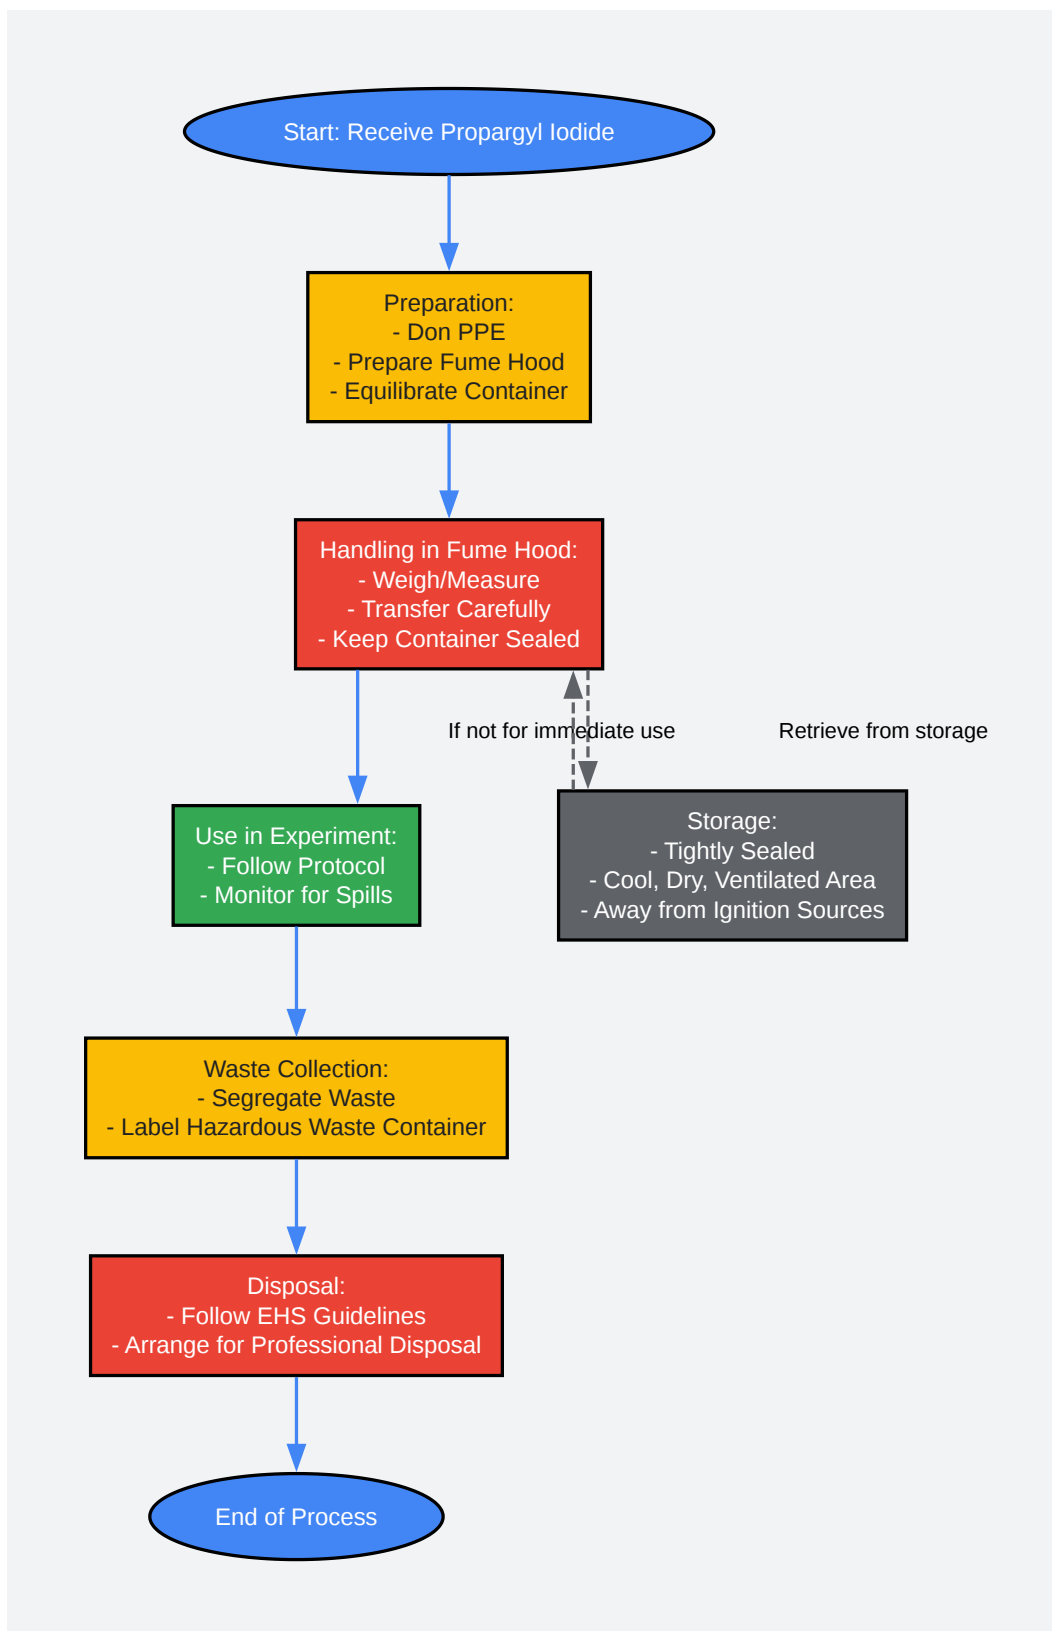 Start: Receive Propargyl Iodide
Preparation:
- Don PPE
- Prepare Fume Hood
- Equilibrate Container
Handling in Fume Hood:
- Weigh/Measure
- Transfer Carefully
- Keep Container Sealed
If not for immediate use
Retrieve from storage
Use in Experiment:
- Follow Protocol
- Monitor for Spills
Storage:
- Tightly Sealed
- Cool, Dry, Ventilated Area
- Away from Ignition Sources
Waste Collection:
- Segregate Waste
- Label Hazardous Waste Container
Disposal:
- Follow EHS Guidelines
- Arrange for Professional Disposal
End of Process